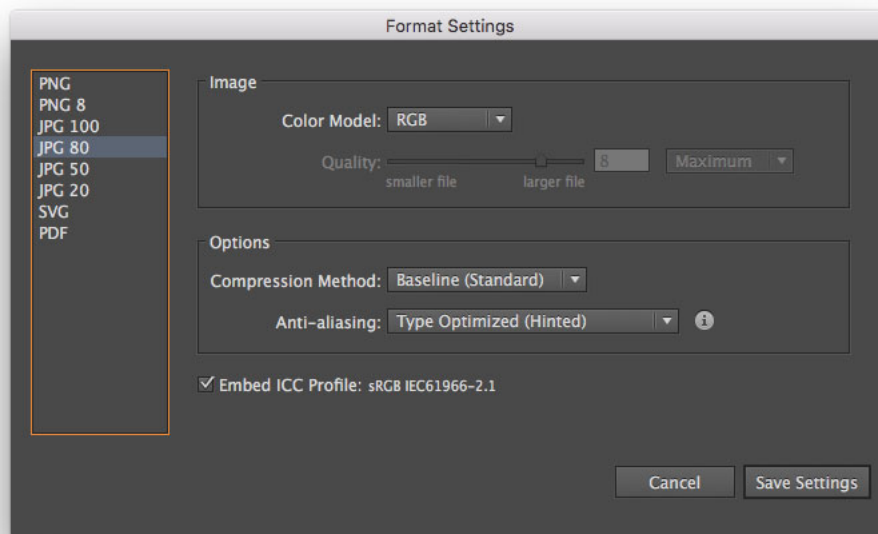 Format Settings
PNG
PNG 8
JPG 100
JPG 80
JPG 50
JPG 20
SVG
PDF
Image
Color Model: RGB
Quality: 8 Maximum
smaller file larger file
Options
Compression Method: Baseline (Standard)
Anti-aliasing: Type Optimized (Hinted)
Embed ICC Profile: sRGB IEC61966-2.1
Cancel Save Settings